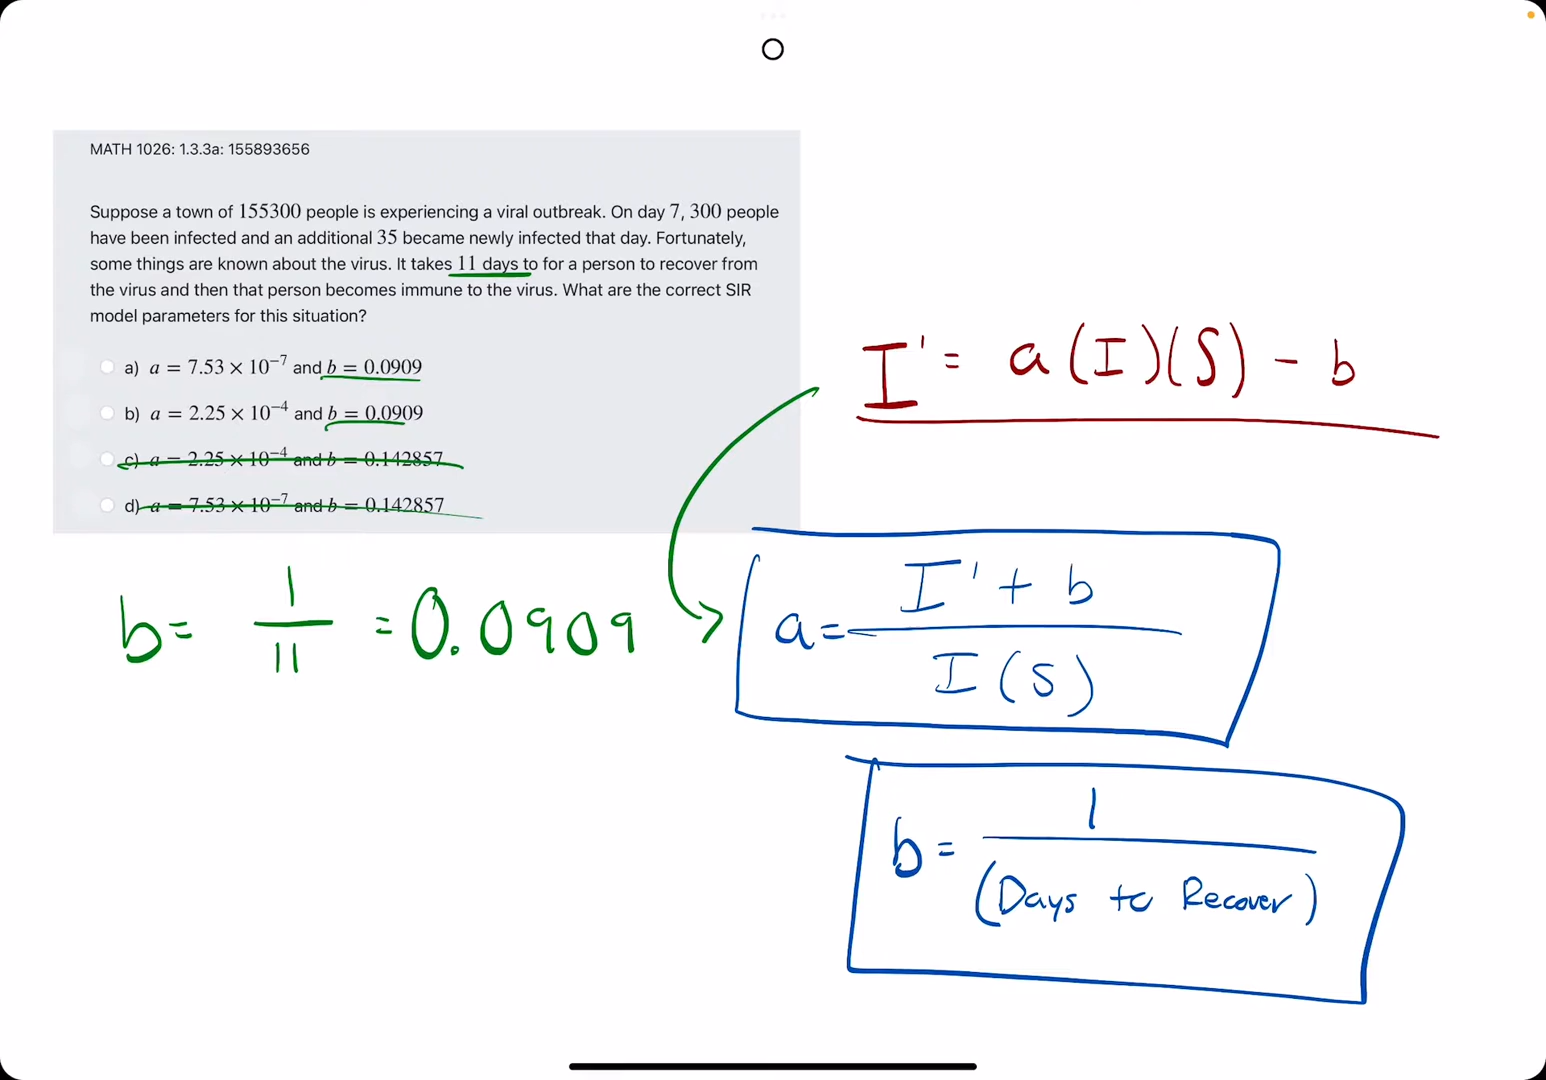 MATH 1026: 1.3.3a: 155893656
Suppose a town of 155300 people is experiencing a viral outbreak. On day 7, 300 people
have been infected and an additional 35 became newly infected that day. Fortunately,
some things are known about the virus. It takes 11 days to for a person to recover from
the virus and then that person becomes immune to the virus. What are the correct SIR
model parameters for this situation?
a) a = 7.53 × 10⁻⁷ and b = 0.0909
b) a = 2.25 × 10⁻⁴ and b = 0.0909
c) a = 2.25 × 10⁻⁴ and b = 0.142857
d) a = 7.53 × 10⁻⁷ and b = 0.142857
I' = a(I)(S) - b
b = 1/11 = 0.0909
a = I' + b / I(S)
b = 1 / (Days to Recover)